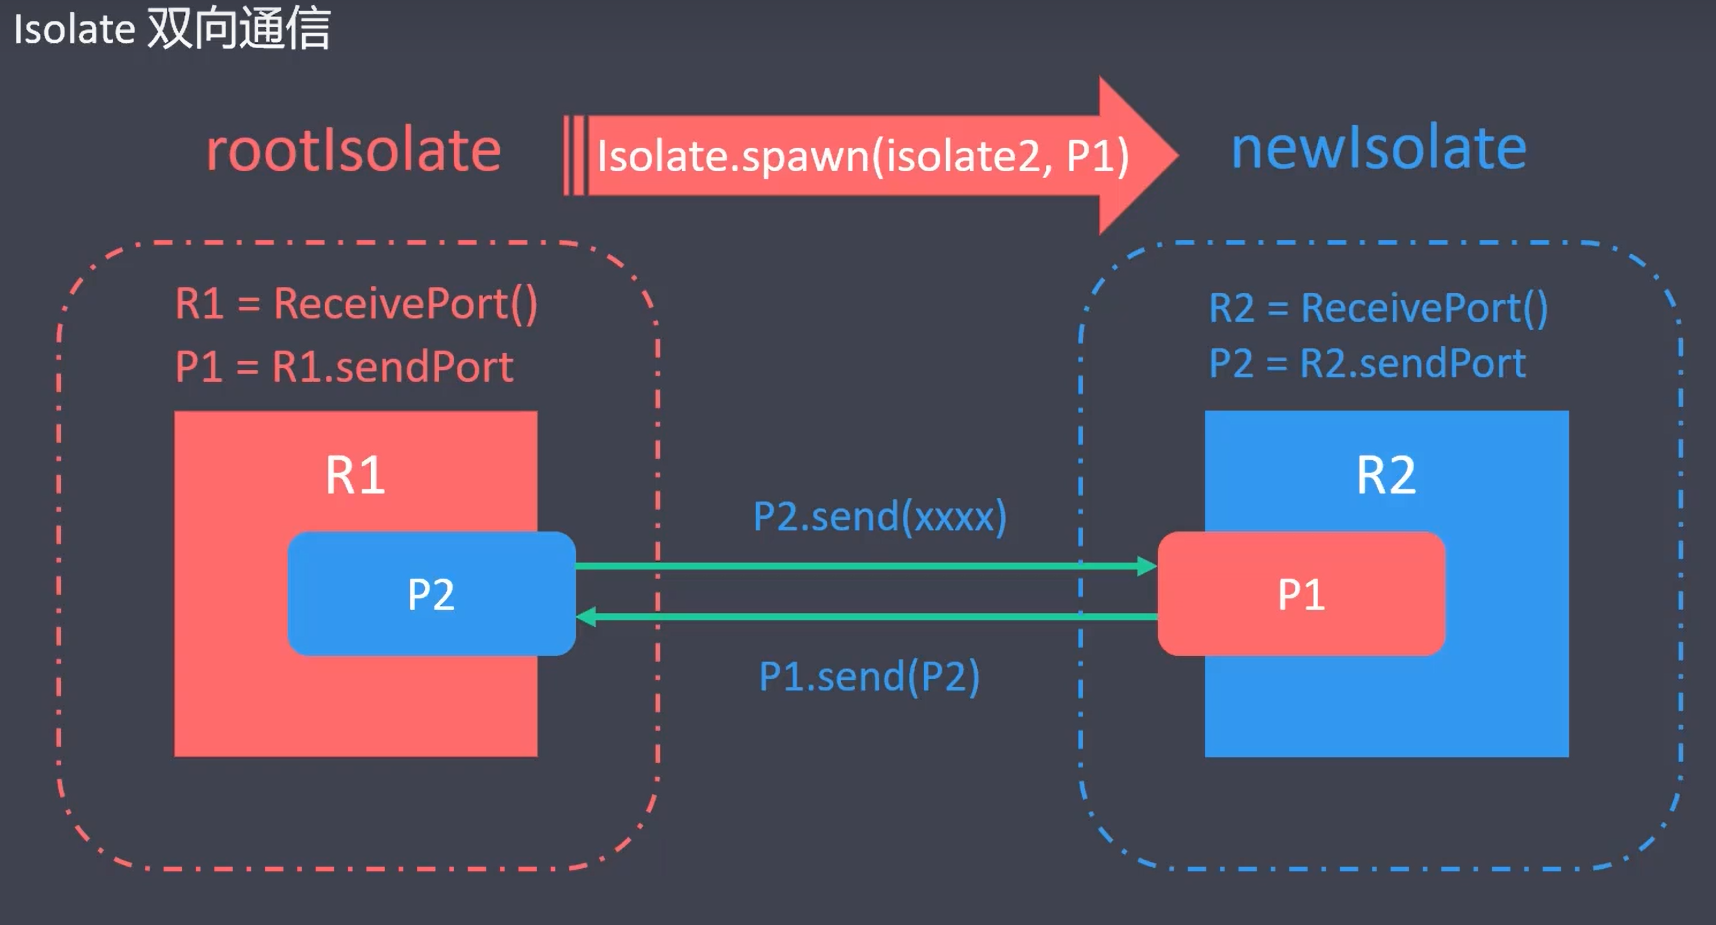 Isolate 双向通信
rootIsolate
Isolate.spawn(isolate2, P1)
newIsolate
R1 = ReceivePort()
P1 = R1.sendPort
R2 = ReceivePort()
P2 = R2.sendPort
R1
P2
P2.send(xxxx)
P1.send(P2)
R2
P1